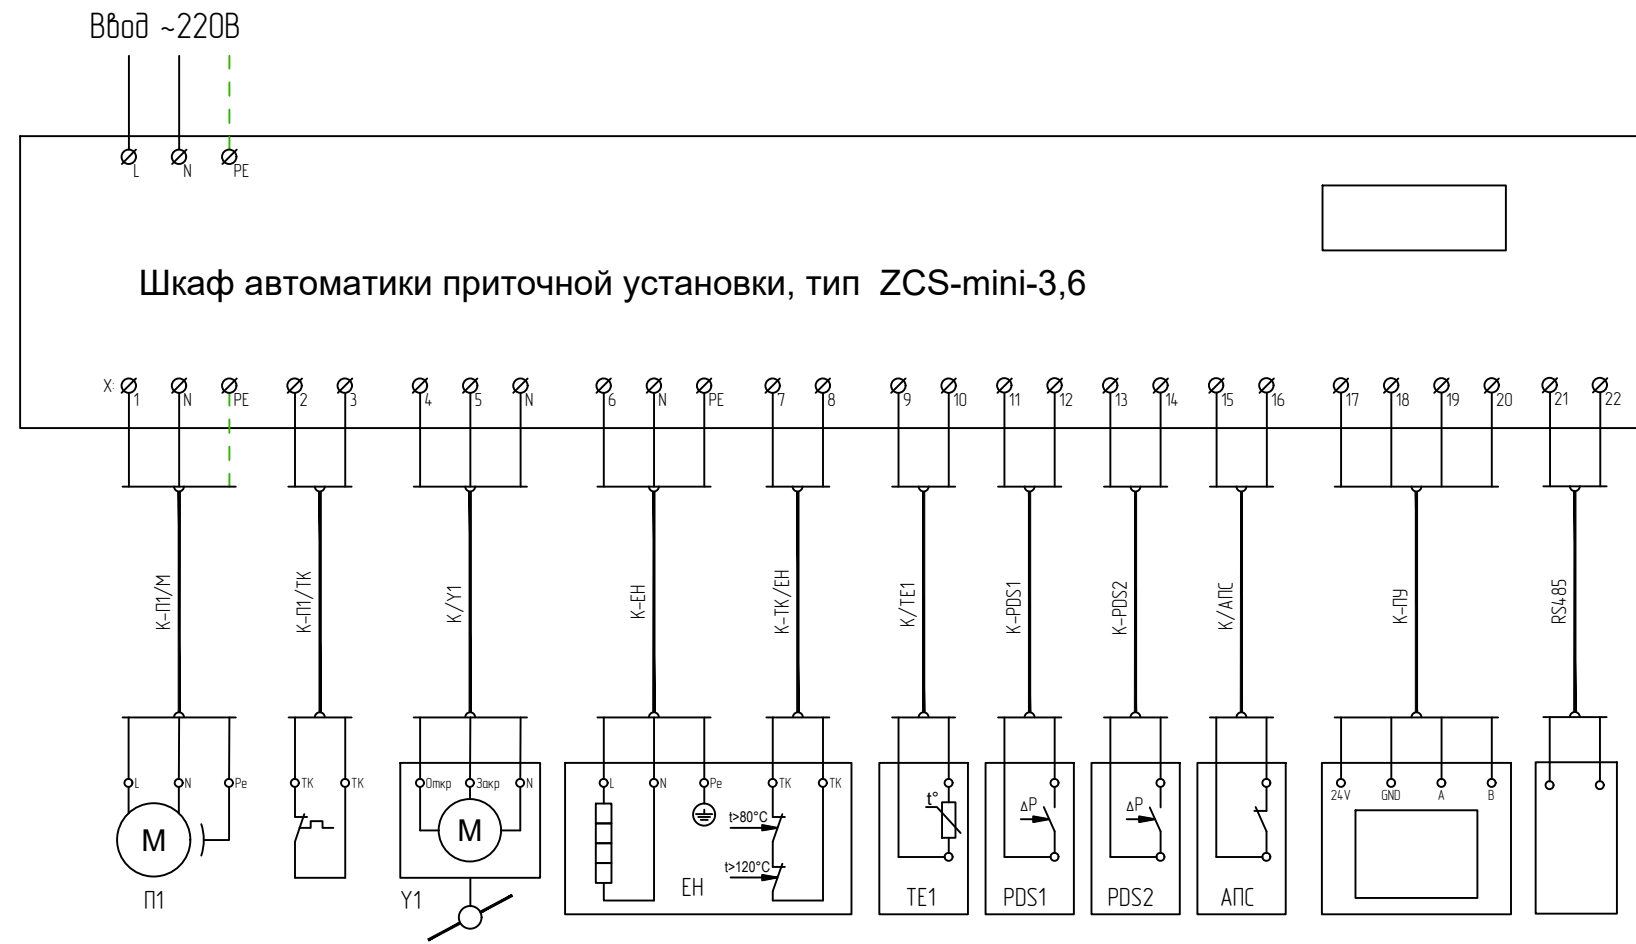 Ввод ~220В
L N PE
Шкаф автоматики приточной установки, тип ZCS-mini-3,6
X: 1 N PE 2 3 4 5 N 6 N PE 7 8 9 10 11 12 13 14 15 16 17 18 19 20 21 22
К-П1/М
К-П1/ТК
К/Y1
К-ЕН
К-ТК/ЕН
К/ТЕ1
К-PDS1
К-PDS2
К/АПС
К-ПУ
RS485
L N Pe ТК ТК Откр Закр N L N Pe ТК ТК
24V GND A B
t° ΔP ΔP
t>80°C
M M
t>120°C
П1 Y1 ЕН ТЕ1 PDS1 PDS2 АПС